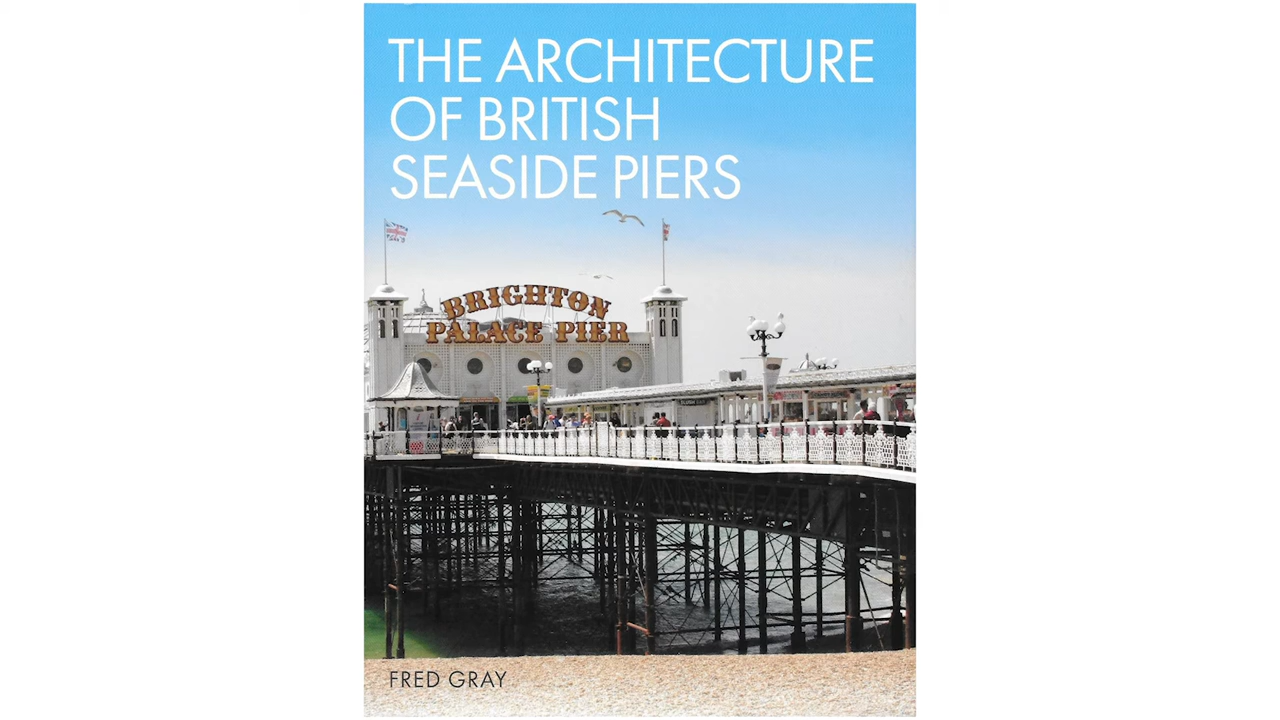 THE ARCHITECTURE
OF BRITISH
SEASIDE PIERS
BRIGHTON
PALACE PIER
FRED GRAY